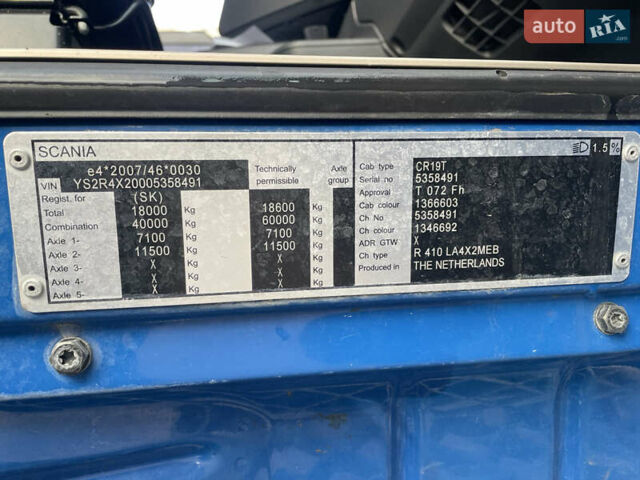 auto RIA.com
SCANIA 1.5%
e4*2007/46*0030
VIN YS2R4X20005358491
Technically permissible Axle group
Regist. for (SK)
Total 18000 Kg 18600 Kg
Combination 40000 Kg 60000 Kg
Axle 1- 7100 Kg 7100 Kg
Axle 2- 11500 Kg 11500 Kg
Axle 3- X Kg X Kg
Axle 4- X Kg X Kg
Axle 5- X Kg X Kg
Cab type CR19T
Serial no 5358491
Approval T 072 Fh
Cab colour 1366603
Ch No 5358491
Ch colour 1346692
ADR GTW X
Ch type R 410 LA4X2MEB
Produced in THE NETHERLANDS